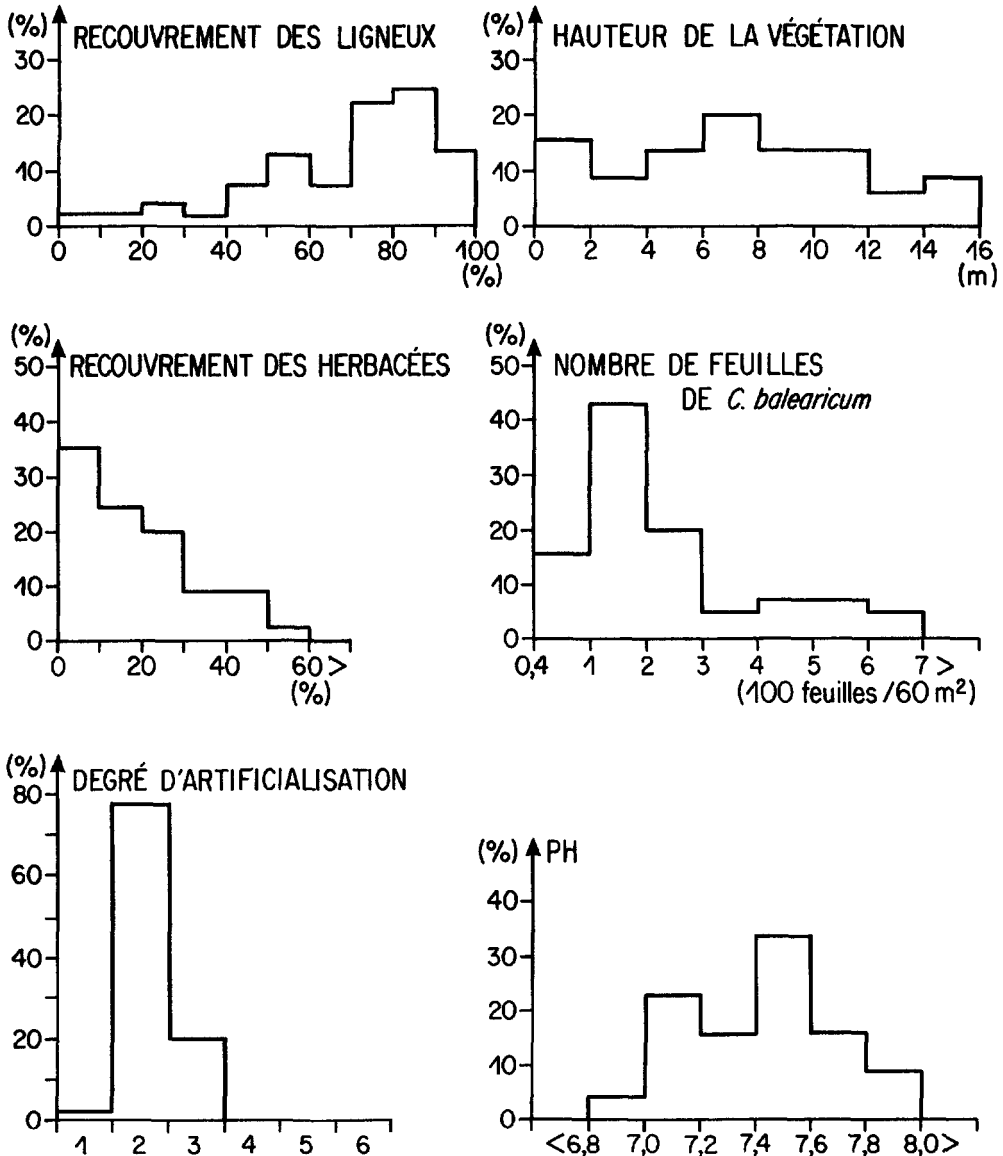 (%) RECOUVREMENT DES LIGNEUX
30
20
10
0
0 20 40 60 80 100
(%)
(%) HAUTEUR DE LA VÉGÉTATION
30
20
10
0
0 2 4 6 8 10 12 14 16
(m)
(%) RECOUVREMENT DES HERBACÉES
50
40
30
20
10
0
0 20 40 60 >
(%)
(%) NOMBRE DE FEUILLES
DE C. balearicum
50
40
30
20
10
0
0,4 1 2 3 4 5 6 7 >
(100 feuilles / 60 m²)
(%) DEGRÉ D'ARTIFICIALISATION
80
60
40
20
0
1 2 3 4 5 6
(%) PH
40
30
20
10
0
<6,8 7,0 7,2 7,4 7,6 7,8 8,0>